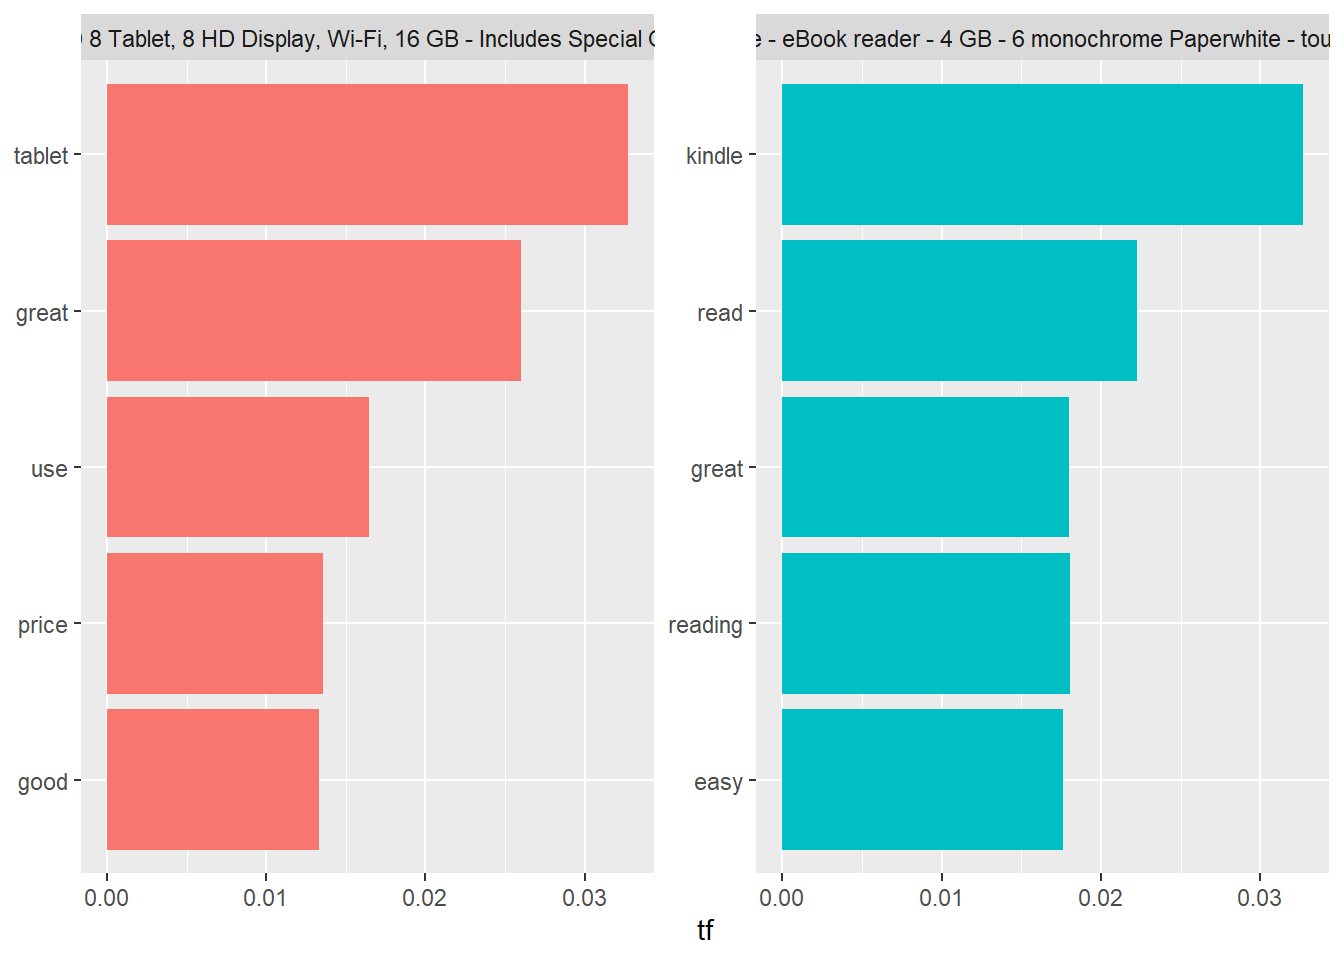 8 Tablet, 8 HD Display, Wi-Fi, 16 GB - Includes Special
- eBook reader - 4 GB - 6 monochrome Paperwhite - tou
tablet
great
use
price
good
0.00 0.01 0.02 0.03
kindle
read
great
reading
easy
0.00 0.01 0.02 0.03
tf